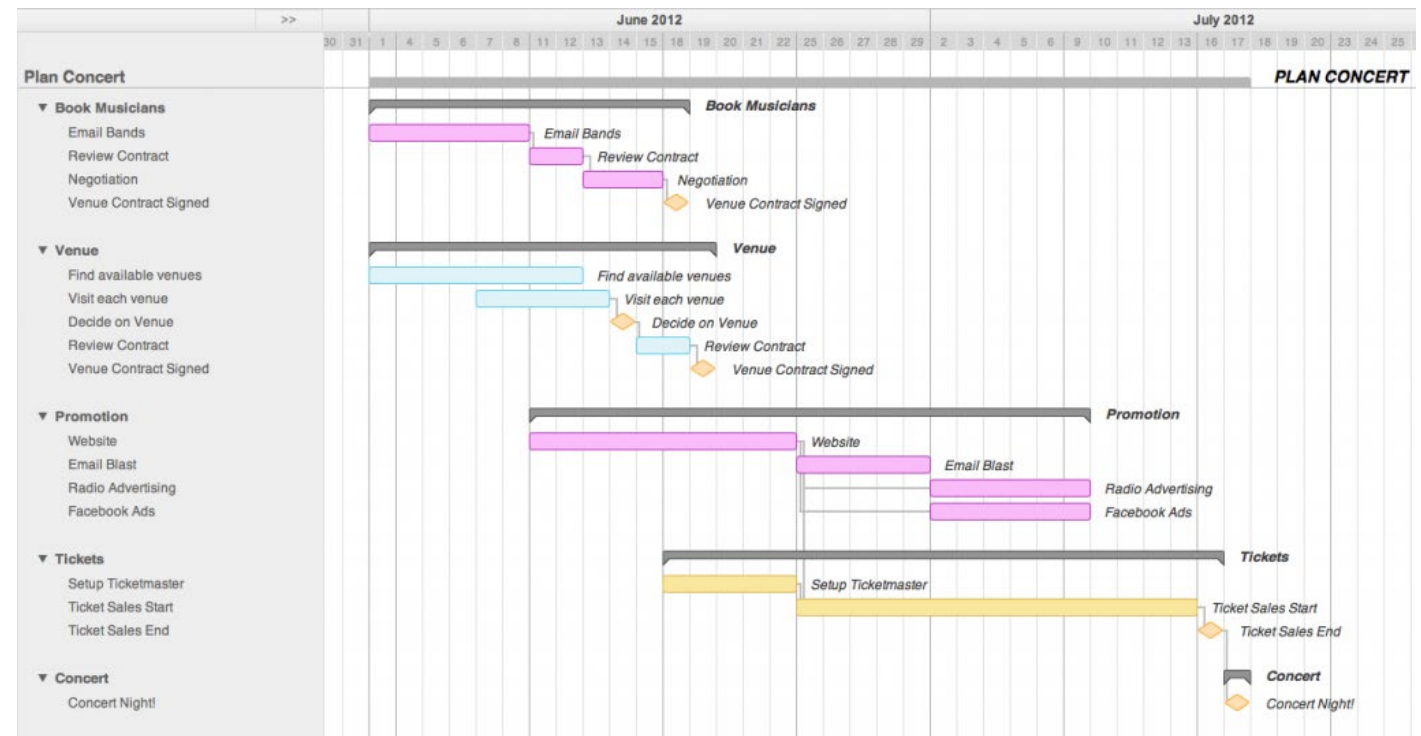 >> June 2012 July 2012
30 31 1 4 5 6 7 8 11 12 13 14 15 18 19 20 21 22 25 26 27 28 29 2 3 4 5 6 9 10 11 12 13 16 17 18 19 20 23 24 25
Plan Concert PLAN CONCERT
▼ Book Musicians Book Musicians
Email Bands Email Bands
Review Contract Review Contract
Negotiation Negotiation
Venue Contract Signed Venue Contract Signed
▼ Venue Venue
Find available venues Find available venues
Visit each venue Visit each venue
Decide on Venue Decide on Venue
Review Contract Review Contract
Venue Contract Signed Venue Contract Signed
▼ Promotion Promotion
Website Website
Email Blast Email Blast
Radio Advertising Radio Advertising
Facebook Ads Facebook Ads
▼ Tickets Tickets
Setup Ticketmaster Setup Ticketmaster
Ticket Sales Start Ticket Sales Start
Ticket Sales End Ticket Sales End
▼ Concert Concert
Concert Night! Concert Night!